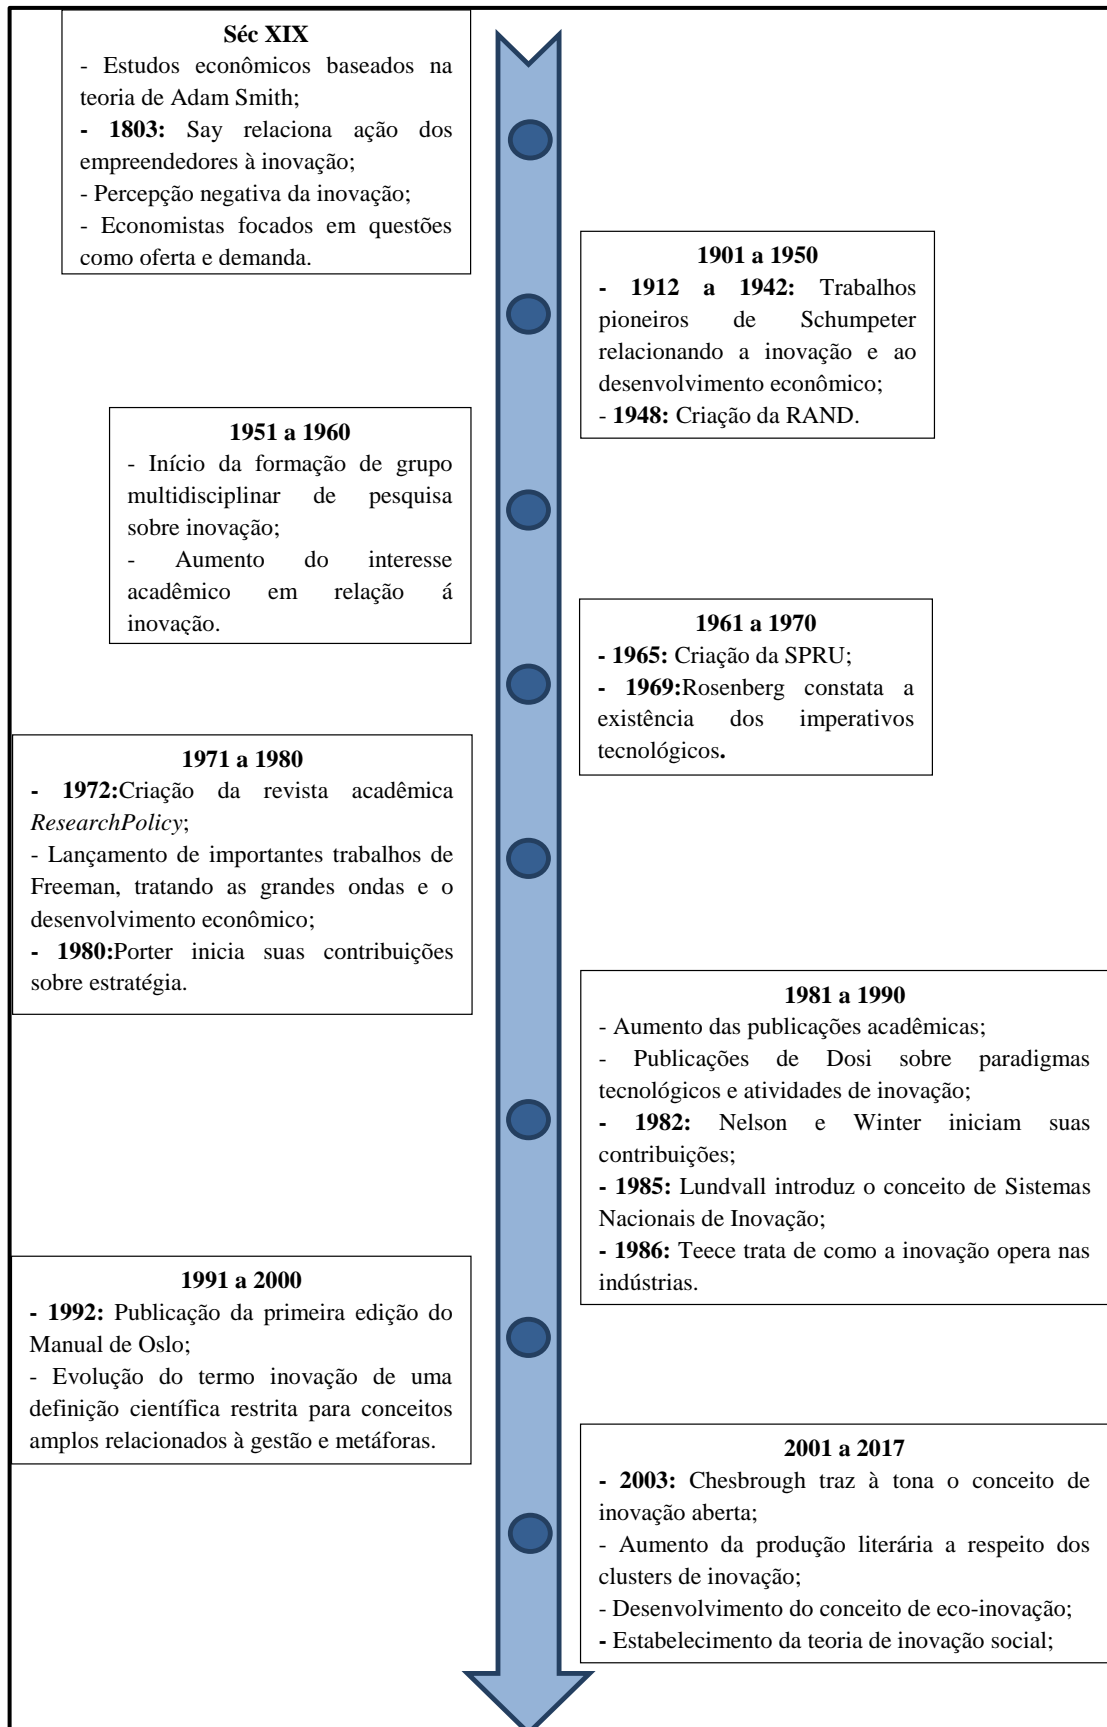 Séc XIX
- Estudos econômicos baseados na
teoria de Adam Smith;
- 1803: Say relaciona ação dos
empreendedores à inovação;
- Percepção negativa da inovação;
- Economistas focados em questões
como oferta e demanda.
1901 a 1950
- 1912 a 1942: Trabalhos
pioneiros de Schumpeter
relacionando a inovação e ao
desenvolvimento econômico;
- 1948: Criação da RAND.
1951 a 1960
- Início da formação de grupo
multidisciplinar de pesquisa
sobre inovação;
- Aumento do interesse
acadêmico em relação á
inovação.
1961 a 1970
- 1965: Criação da SPRU;
- 1969:Rosenberg constata a
existência dos imperativos
tecnológicos.
1971 a 1980
- 1972:Criação da revista acadêmica
ResearchPolicy;
- Lançamento de importantes trabalhos de
Freeman, tratando as grandes ondas e o
desenvolvimento econômico;
- 1980:Porter inicia suas contribuições
sobre estratégia.
1981 a 1990
- Aumento das publicações acadêmicas;
- Publicações de Dosi sobre paradigmas
tecnológicos e atividades de inovação;
- 1982: Nelson e Winter iniciam suas
contribuições;
- 1985: Lundvall introduz o conceito de Sistemas
Nacionais de Inovação;
- 1986: Teece trata de como a inovação opera nas
indústrias.
1991 a 2000
- 1992: Publicação da primeira edição do
Manual de Oslo;
- Evolução do termo inovação de uma
definição científica restrita para conceitos
amplos relacionados à gestão e metáforas.
2001 a 2017
- 2003: Chesbrough traz à tona o conceito de
inovação aberta;
- Aumento da produção literária a respeito dos
clusters de inovação;
- Desenvolvimento do conceito de eco-inovação;
- Estabelecimento da teoria de inovação social;